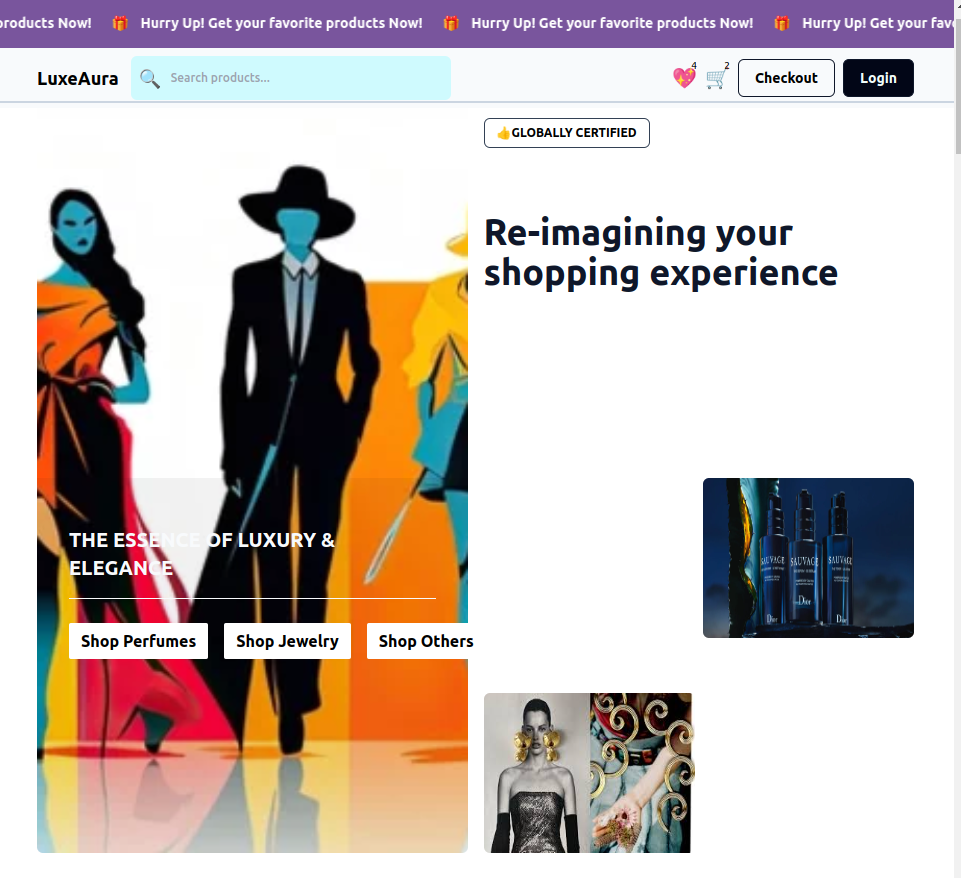 products Now! 🎁 Hurry Up! Get your favorite products Now! 🎁 Hurry Up! Get your favorite products Now! 🎁 Hurry Up! Get your
LuxeAura 🔍 Search products... 💖 4 🛒 2 Checkout Login
👍GLOBALLY CERTIFIED
Re-imagining your
shopping experience
THE ESSENCE OF LUXURY &
ELEGANCE
Shop Perfumes Shop Jewelry Shop Others
SAUVAGE SAUVAGE SAUVAGE
Dior Dior Dior